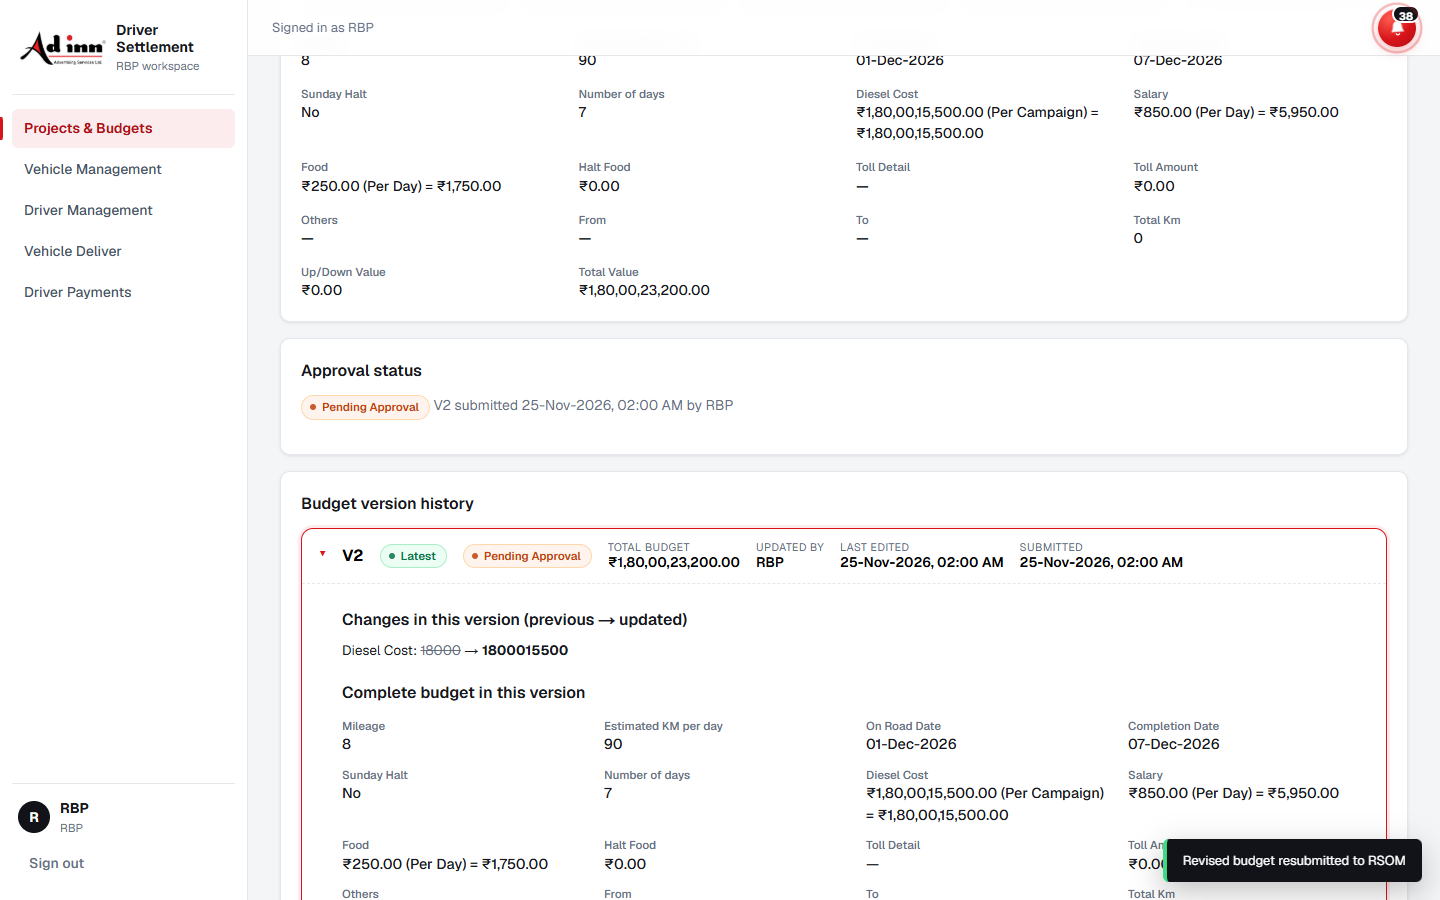 Ad inn
Advertising Services Ltd
Driver
Settlement
RBP workspace
Projects & Budgets
Vehicle Management
Driver Management
Vehicle Deliver
Driver Payments
R
RBP
RBP
Sign out
Signed in as RBP
38
8
90
01-Dec-2026
07-Dec-2026
Sunday Halt
No
Number of days
7
Diesel Cost
₹1,80,00,15,500.00 (Per Campaign) =
₹1,80,00,15,500.00
Salary
₹850.00 (Per Day) = ₹5,950.00
Food
₹250.00 (Per Day) = ₹1,750.00
Halt Food
₹0.00
Toll Detail
—
Toll Amount
₹0.00
Others
—
From
—
To
—
Total Km
0
Up/Down Value
₹0.00
Total Value
₹1,80,00,23,200.00
Approval status
Pending Approval V2 submitted 25-Nov-2026, 02:00 AM by RBP
Budget version history
V2
Latest
Pending Approval
TOTAL BUDGET
₹1,80,00,23,200.00
UPDATED BY
RBP
LAST EDITED
25-Nov-2026, 02:00 AM
SUBMITTED
25-Nov-2026, 02:00 AM
Changes in this version (previous → updated)
Diesel Cost: 18000 → 1800015500
Complete budget in this version
Mileage
8
Estimated KM per day
90
On Road Date
01-Dec-2026
Completion Date
07-Dec-2026
Sunday Halt
No
Number of days
7
Diesel Cost
₹1,80,00,15,500.00 (Per Campaign)
= ₹1,80,00,15,500.00
Salary
₹850.00 (Per Day) = ₹5,950.00
Food
₹250.00 (Per Day) = ₹1,750.00
Halt Food
₹0.00
Toll Detail
—
Toll
₹0.0
Others
From
To
Total Km
Revised budget resubmitted to RSOM